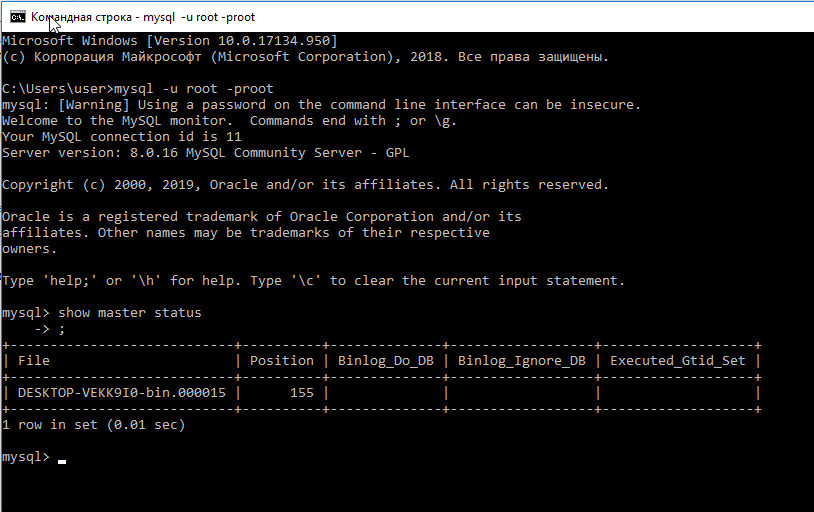 Командная строка - mysql  -u root -proot
Microsoft Windows [Version 10.0.17134.950]
(c) Корпорация Майкрософт (Microsoft Corporation), 2018. Все права защищены.
C:\Users\user>mysql -u root -proot
mysql: [Warning] Using a password on the command line interface can be insecure.
Welcome to the MySQL monitor.  Commands end with ; or \g.
Your MySQL connection id is 11
Server version: 8.0.16 MySQL Community Server - GPL
Copyright (c) 2000, 2019, Oracle and/or its affiliates. All rights reserved.
Oracle is a registered trademark of Oracle Corporation and/or its
affiliates. Other names may be trademarks of their respective
owners.
Type 'help;' or '\h' for help. Type '\c' to clear the current input statement.
mysql> show master status
    -> ;
+----------------------------+----------+--------------+------------------+-------------------+
| File                       | Position | Binlog_Do_DB | Binlog_Ignore_DB | Executed_Gtid_Set |
+----------------------------+----------+--------------+------------------+-------------------+
| DESKTOP-VEKK9I0-bin.000015 |      155 |              |                  |                   |
+----------------------------+----------+--------------+------------------+-------------------+
1 row in set (0.01 sec)
mysql>